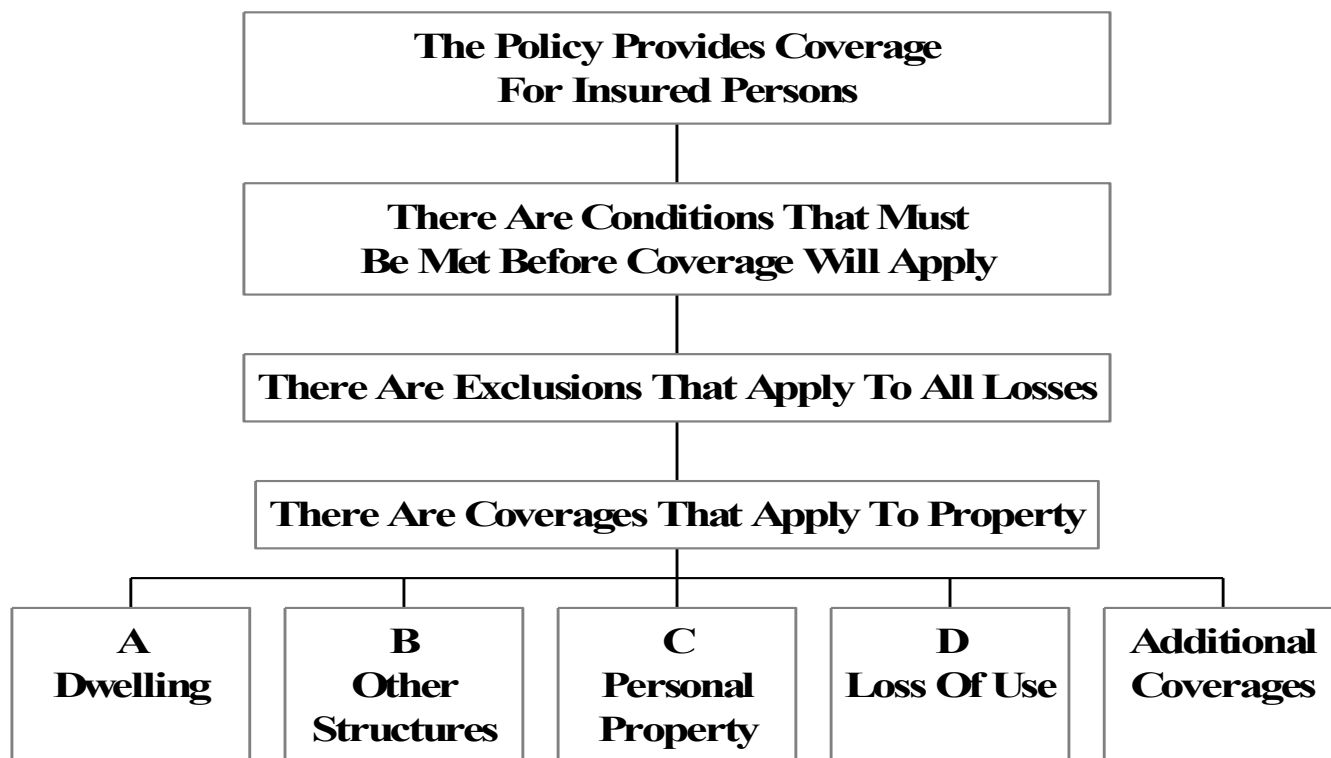 The Policy Provides Coverage
For Insured Persons
There Are Conditions That Must
Be Met Before Coverage Will Apply
There Are Exclusions That Apply To All Losses
There Are Coverages That Apply To Property
A
Dwelling
B
Other
Structures
C
Personal
Property
D
Loss Of Use
Additional
Coverages